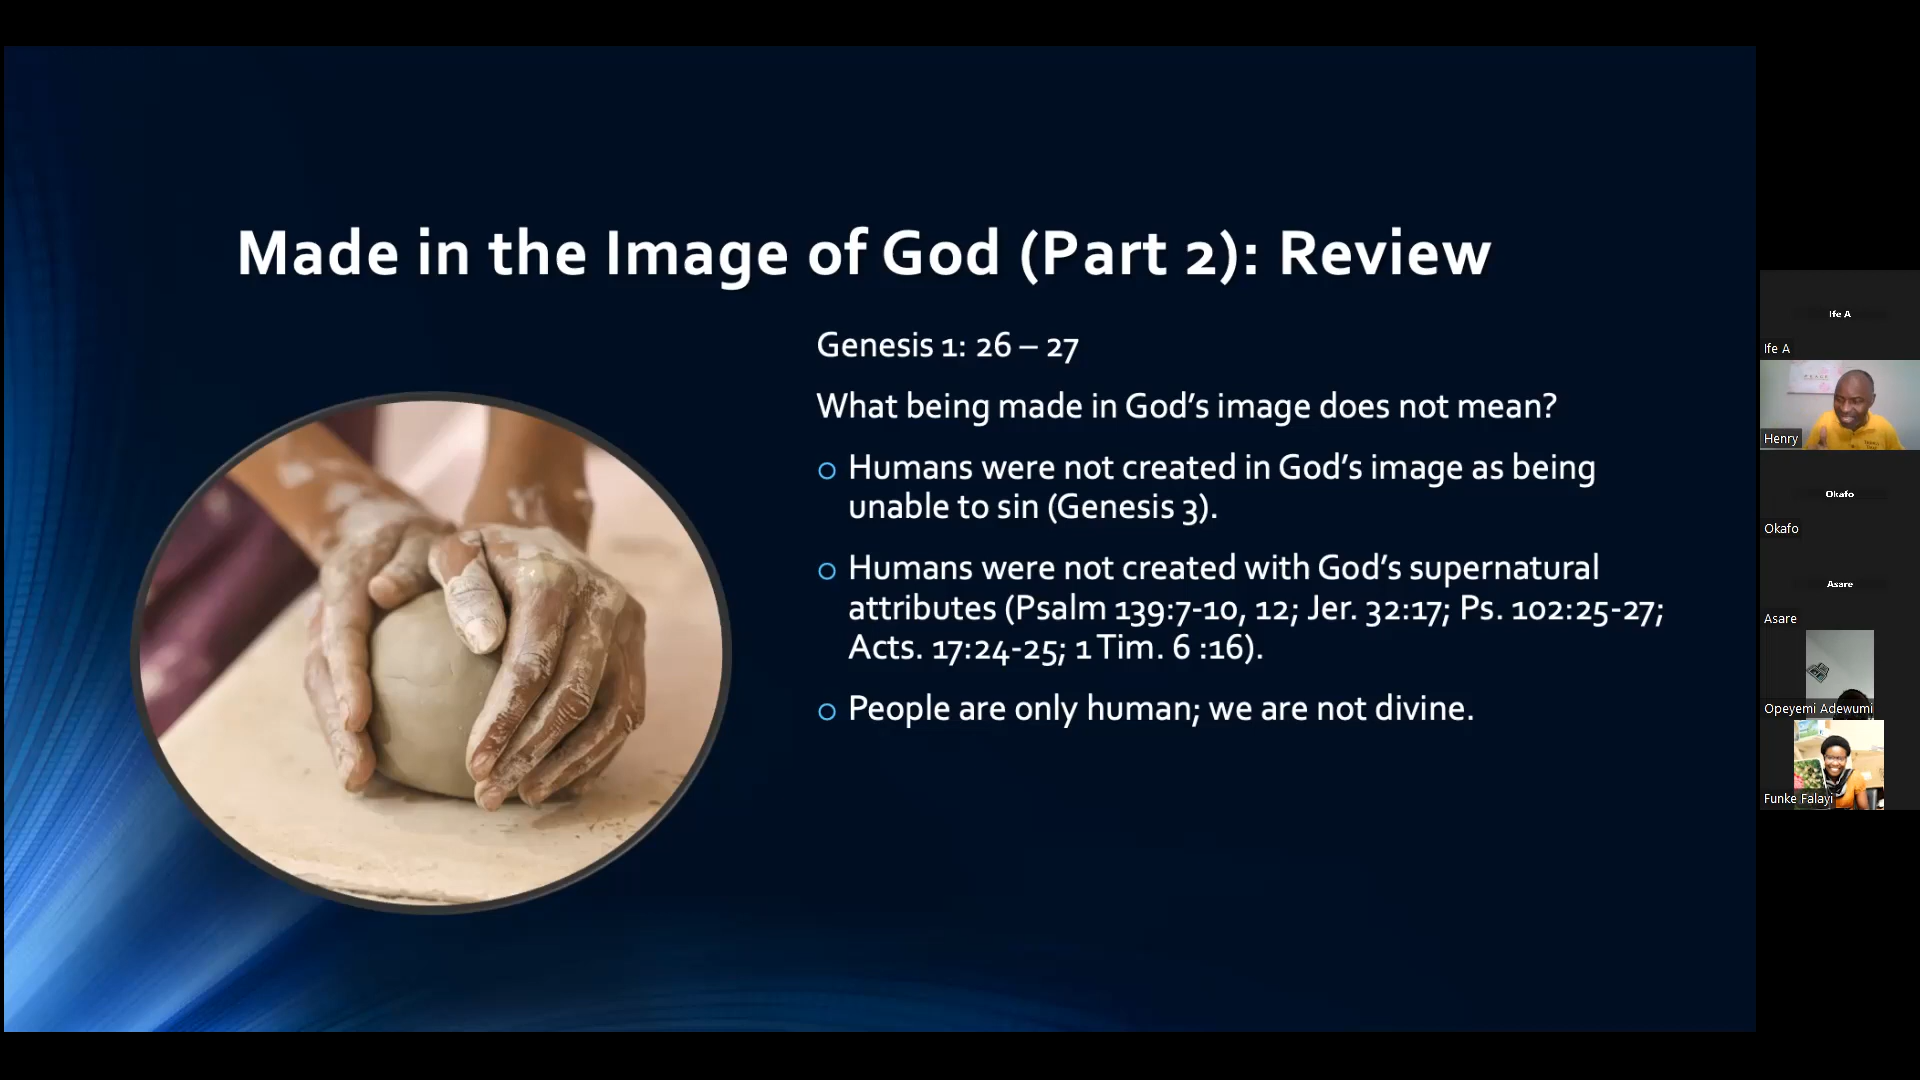 Made in the Image of God (Part 2): Review
Genesis 1: 26 – 27
What being made in God's image does not mean?
Humans were not created in God's image as being
unable to sin (Genesis 3).
Humans were not created with God's supernatural
attributes (Psalm 139:7-10, 12; Jer. 32:17; Ps. 102:25-27;
Acts. 17:24-25; 1 Tim. 6 :16).
People are only human; we are not divine.
Ife A
Ife A
Henry
Okafo
Okafo
Asare
Asare
Opeyemi Adewumi
Funke Falayi